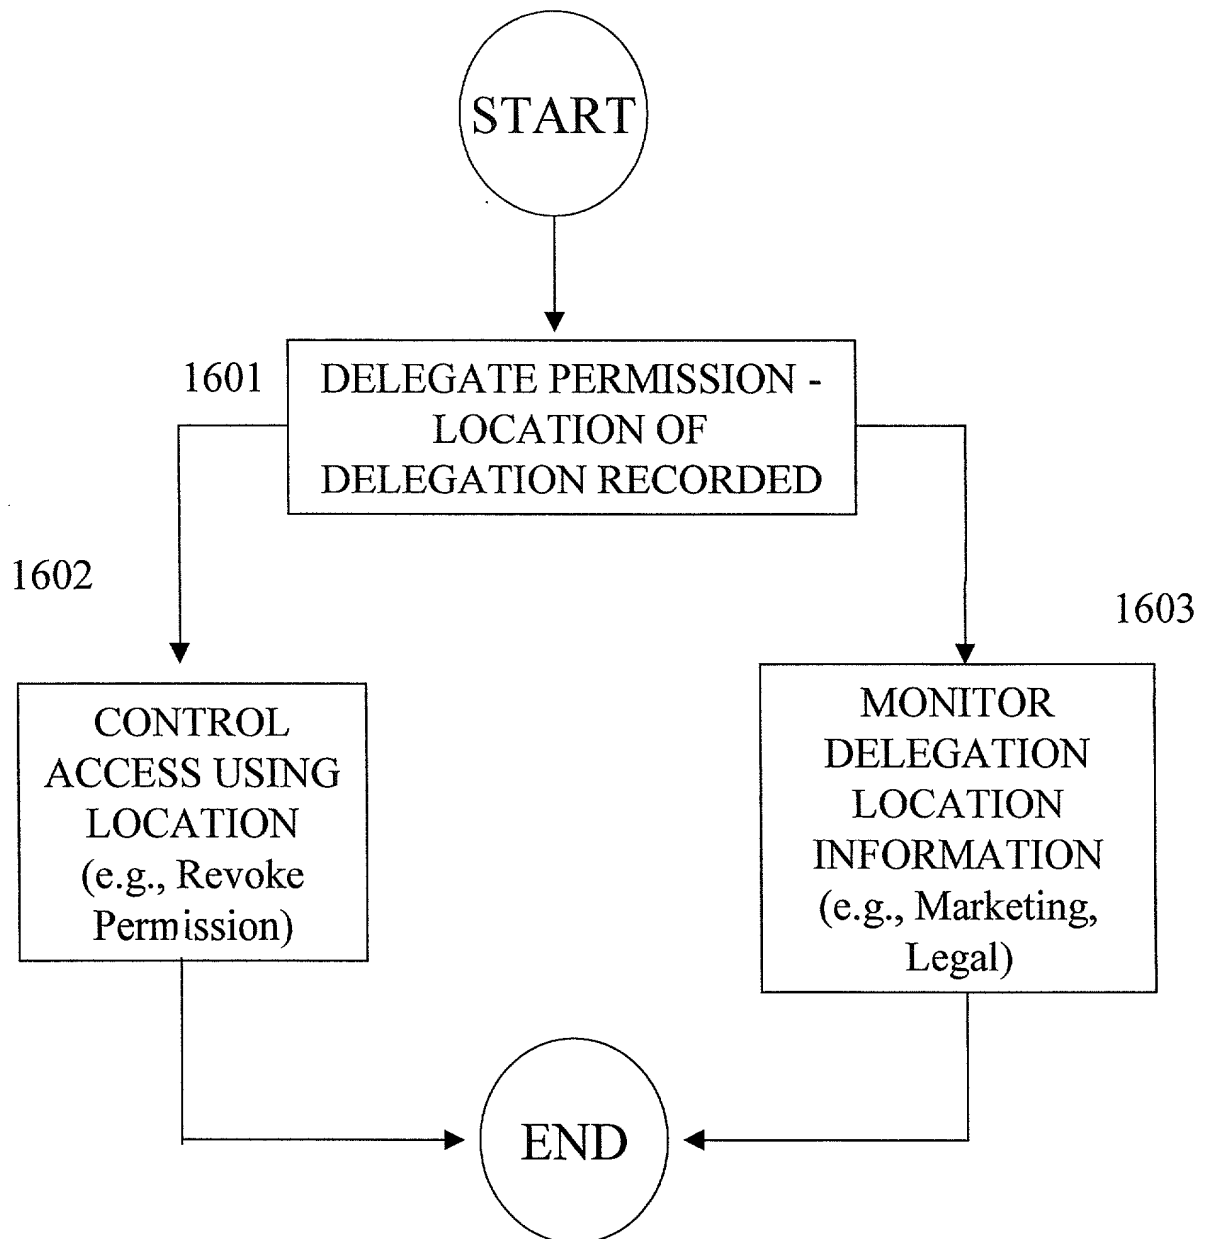 START
1601
DELEGATE PERMISSION -
LOCATION OF
DELEGATION RECORDED
1602
1603
CONTROL
ACCESS USING
LOCATION
(e.g., Revoke
Permission)
MONITOR
DELEGATION
LOCATION
INFORMATION
(e.g., Marketing,
Legal)
END